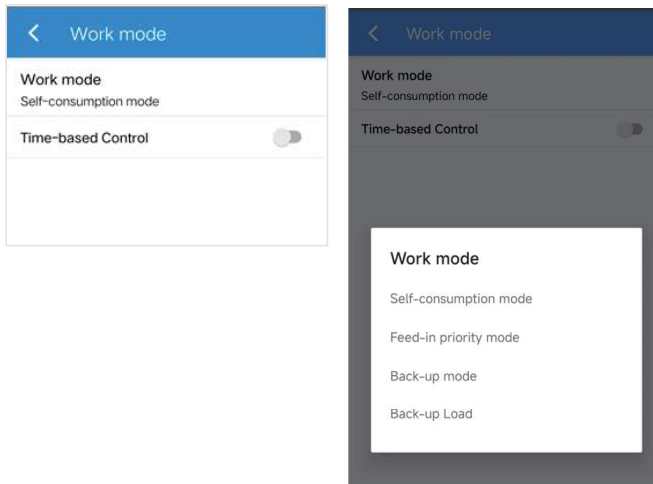 Work mode
Work mode
Self-consumption mode
Time-based Control
Work mode
Work mode
Self-consumption mode
Time-based Control
Work mode
Self-consumption mode
Feed-in priority mode
Back-up mode
Back-up Load